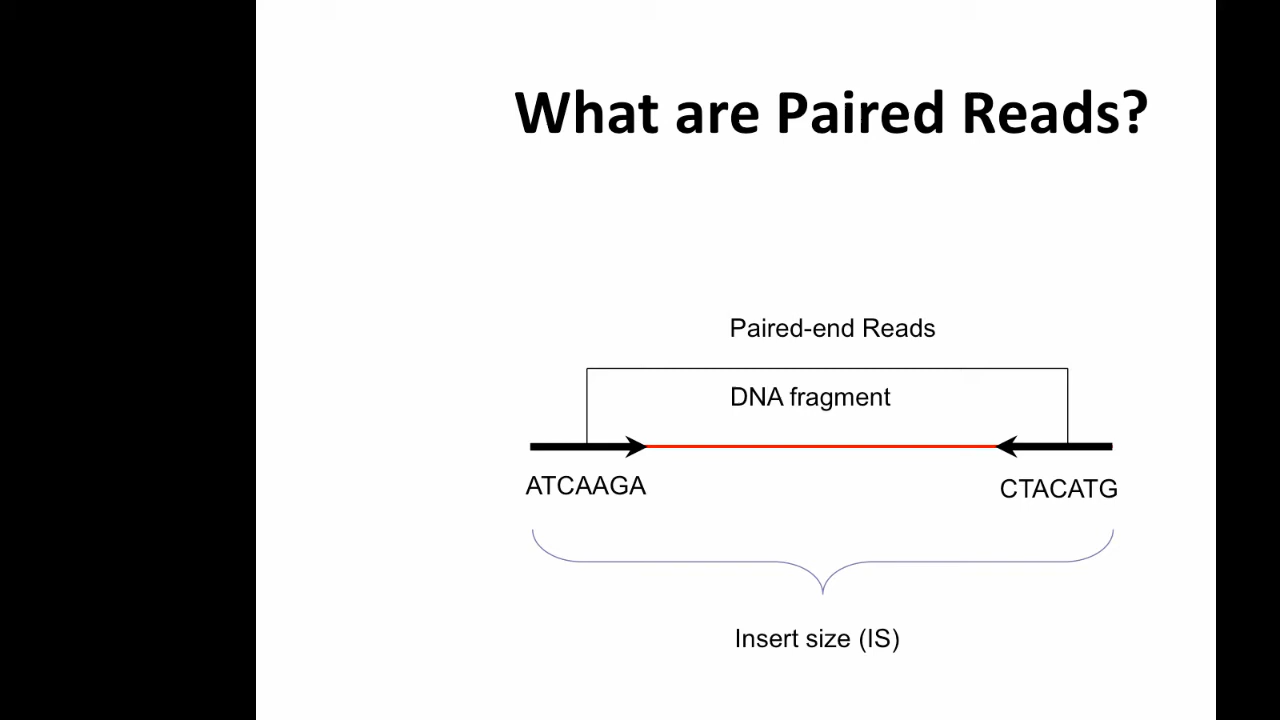 What are Paired Reads?
Paired-end Reads
DNA fragment
ATCAAGA
CTACATG
Insert size (IS)